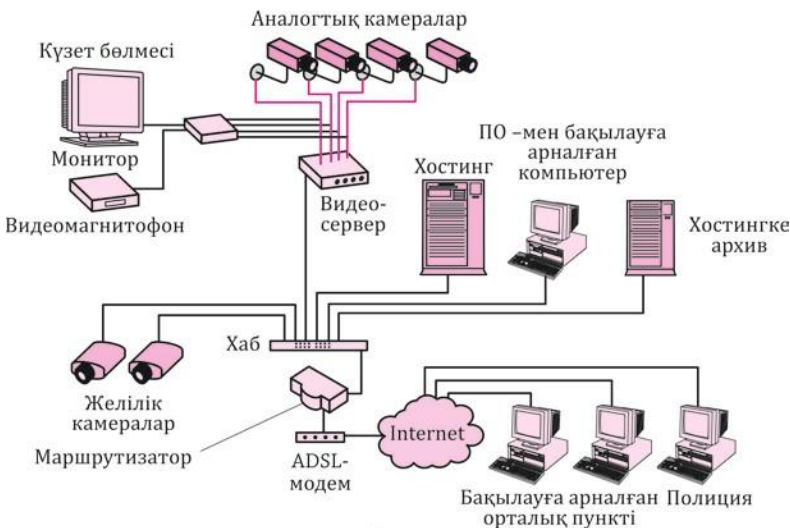 Аналогтық камералар
Күзет бөлмесі
Монитор
Видеомагнитофон
Видео-
сервер
Хостинг
ПО –мен бақылауға
арналған
компьютер
Хостингке
архив
Хаб
Желілік
камералар
Маршрутизатор
ADSL-
модем
Internet
Бақылауға арналған
орталық пункті
Полиция